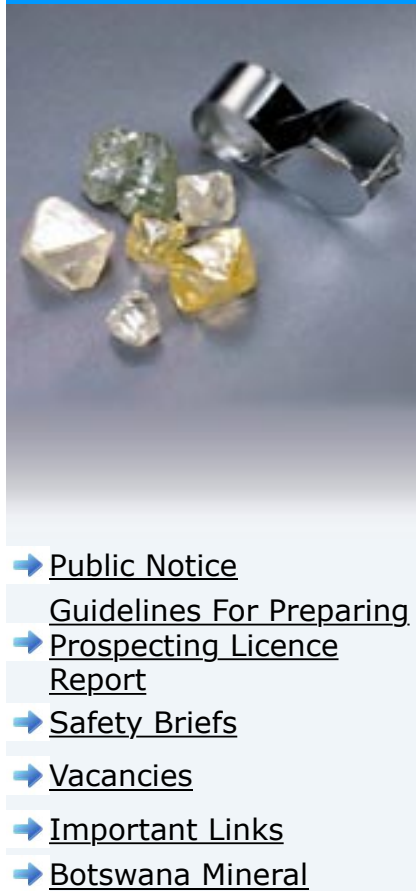 Public Notice
Guidelines For Preparing
Prospecting Licence
Report
Safety Briefs
Vacancies
Important Links
Botswana Mineral